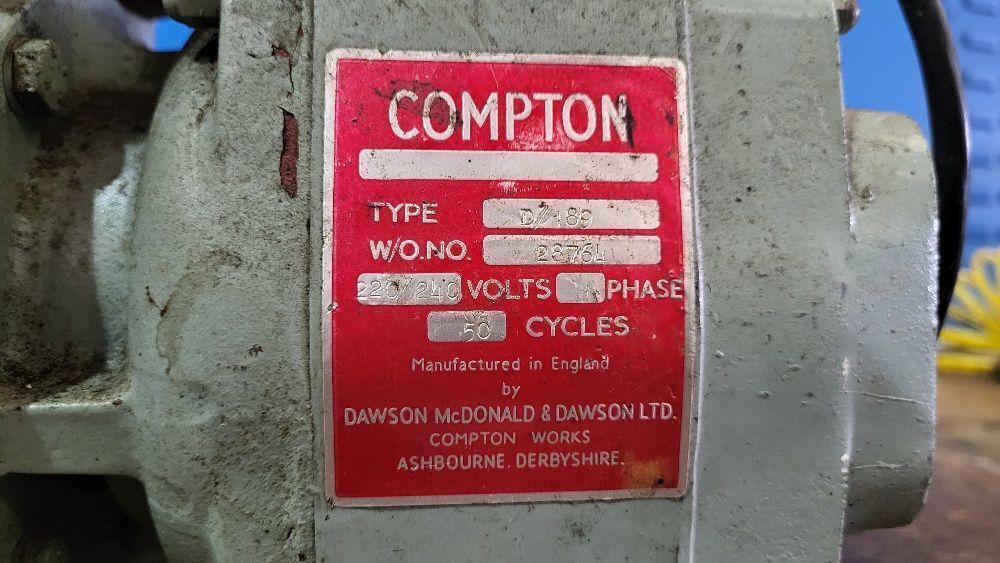 COMPTON
TYPE D/489
W/O.NO. 28764
220/240 VOLTS PHASE
50 CYCLES
Manufactured in England
by
DAWSON McDONALD & DAWSON LTD.
COMPTON WORKS
ASHBOURNE. DERBYSHIRE.